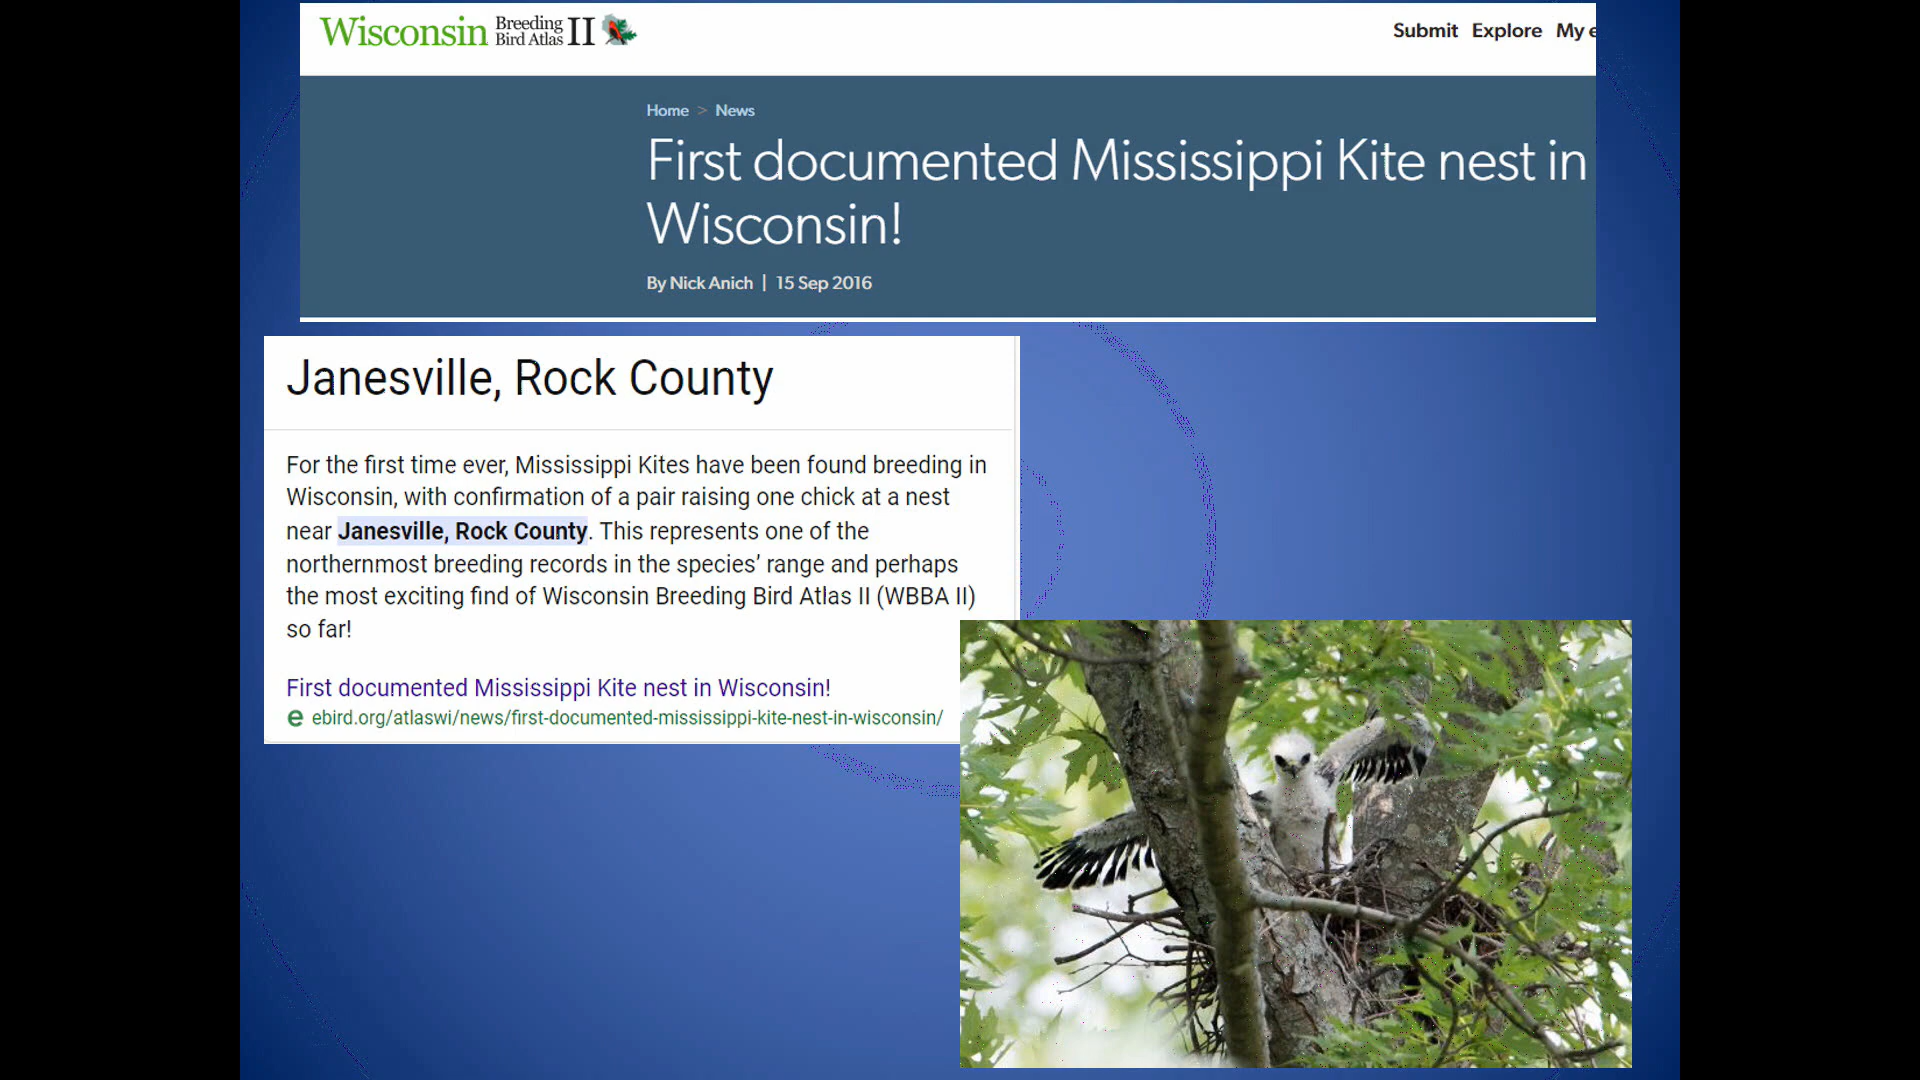 Wisconsin Breeding Bird Atlas II
Submit Explore My e
Home > News
First documented Mississippi Kite nest in
Wisconsin!
By Nick Anich | 15 Sep 2016
Janesville, Rock County
For the first time ever, Mississippi Kites have been found breeding in
Wisconsin, with confirmation of a pair raising one chick at a nest
near Janesville, Rock County. This represents one of the
northernmost breeding records in the species’ range and perhaps
the most exciting find of Wisconsin Breeding Bird Atlas II (WBBA II)
so far!
First documented Mississippi Kite nest in Wisconsin!
ebird.org/atlaswi/news/first-documented-mississippi-kite-nest-in-wisconsin/